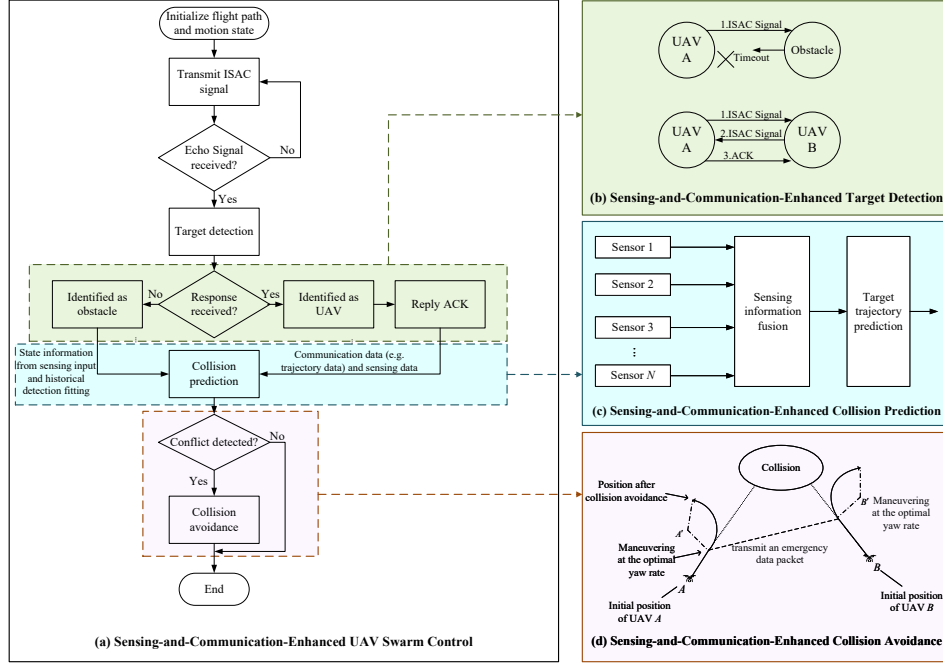 Initialize flight path
and motion state
Transmit ISAC
signal
Echo Signal
received?
No
Yes
Target detection
Identified as
obstacle
No
Response
received?
Yes
Identified as
UAV
Reply ACK
State information
from sensing input
and historical
detection fitting
Collision
prediction
Communication data (e.g.
trajectory data) and sensing data
Conflict detected?
No
Yes
Collision
avoidance
End
(a) Sensing-and-Communication-Enhanced UAV Swarm Control
UAV
A
1.ISAC Signal
Timeout
Obstacle
UAV
A
1.ISAC Signal
2.ISAC Signal
3.ACK
UAV
B
(b) Sensing-and-Communication-Enhanced Target Detection
Sensor 1
Sensor 2
Sensor 3
⋮
Sensor N
Sensing
information
fusion
Target
trajectory
prediction
(c) Sensing-and-Communication-Enhanced Collision Prediction
Collision
Position after
collision avoidance
A'
Maneuvering
at the optimal
yaw rate
A
Initial position
of UAV A
transmit an emergency
data packet
B'
Maneuvering
at the optimal
yaw rate
B
Initial position
of UAV B
(d) Sensing-and-Communication-Enhanced Collision Avoidance